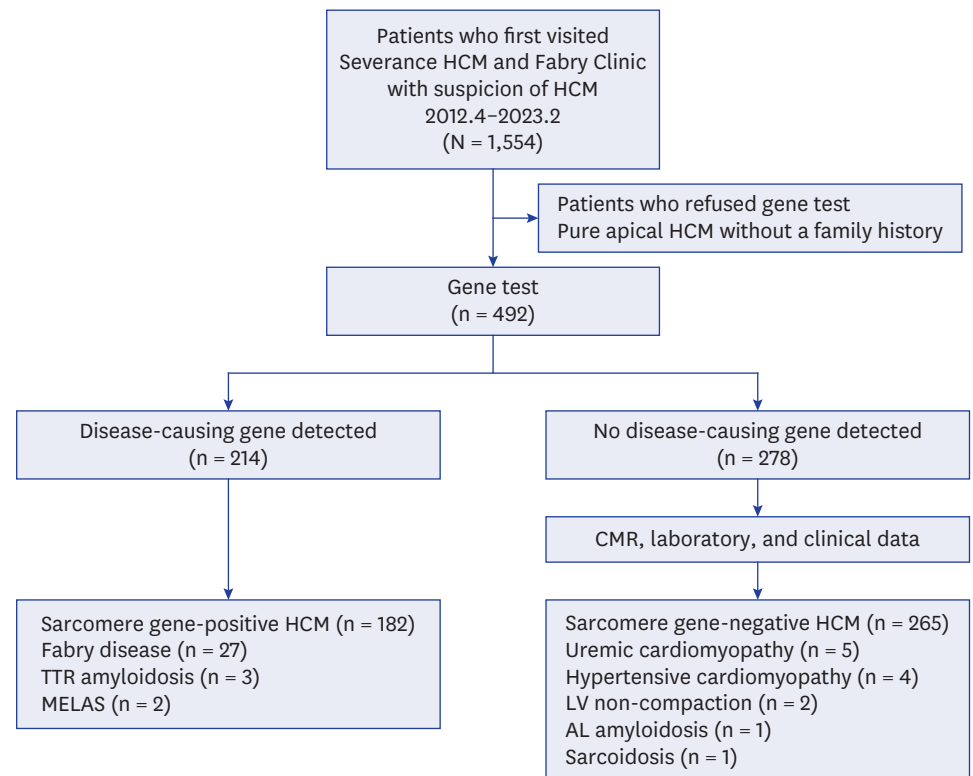 Patients who first visited
Severance HCM and Fabry Clinic
with suspicion of HCM
2012.4–2023.2
(N = 1,554)
Patients who refused gene test
Pure apical HCM without a family history
Gene test
(n = 492)
Disease-causing gene detected
(n = 214)
No disease-causing gene detected
(n = 278)
CMR, laboratory, and clinical data
Sarcomere gene-positive HCM (n = 182)
Fabry disease (n = 27)
TTR amyloidosis (n = 3)
MELAS (n = 2)
Sarcomere gene-negative HCM (n = 265)
Uremic cardiomyopathy (n = 5)
Hypertensive cardiomyopathy (n = 4)
LV non-compaction (n = 2)
AL amyloidosis (n = 1)
Sarcoidosis (n = 1)